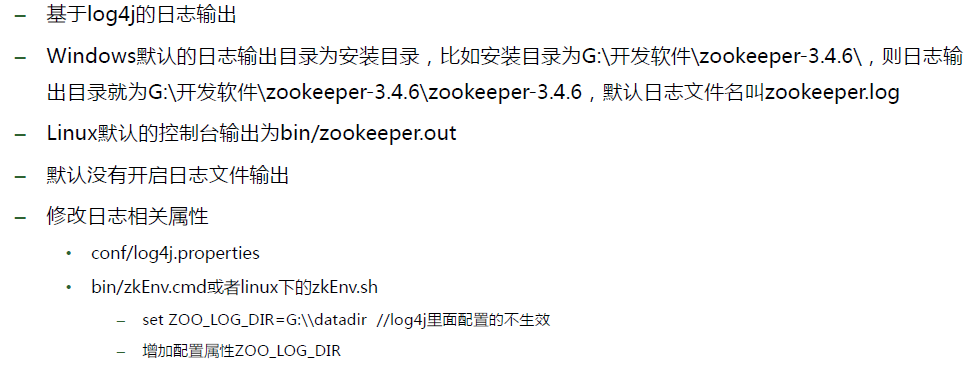 – 基于log4j的日志输出
– Windows默认的日志输出目录为安装目录，比如安装目录为G:\开发软件\zookeeper-3.4.6\，则日志输
出目录就为G:\开发软件\zookeeper-3.4.6\zookeeper-3.4.6，默认日志文件名叫zookeeper.log
– Linux默认的控制台输出为bin/zookeeper.out
– 默认没有开启日志文件输出
– 修改日志相关属性
• conf/log4j.properties
• bin/zkEnv.cmd或者linux下的zkEnv.sh
– set ZOO_LOG_DIR=G:\\datadir //log4j里面配置的不生效
– 增加配置属性ZOO_LOG_DIR